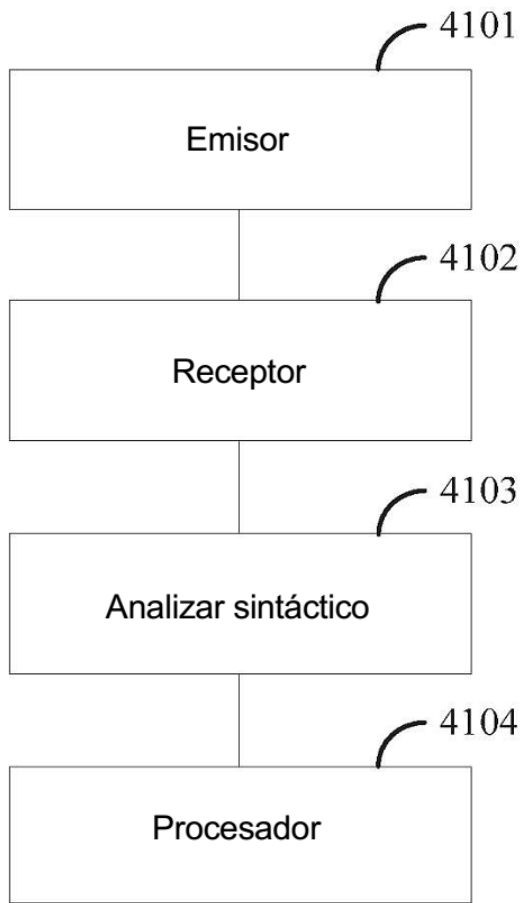 4101
Emisor
4102
Receptor
4103
Analizar sintáctico
4104
Procesador